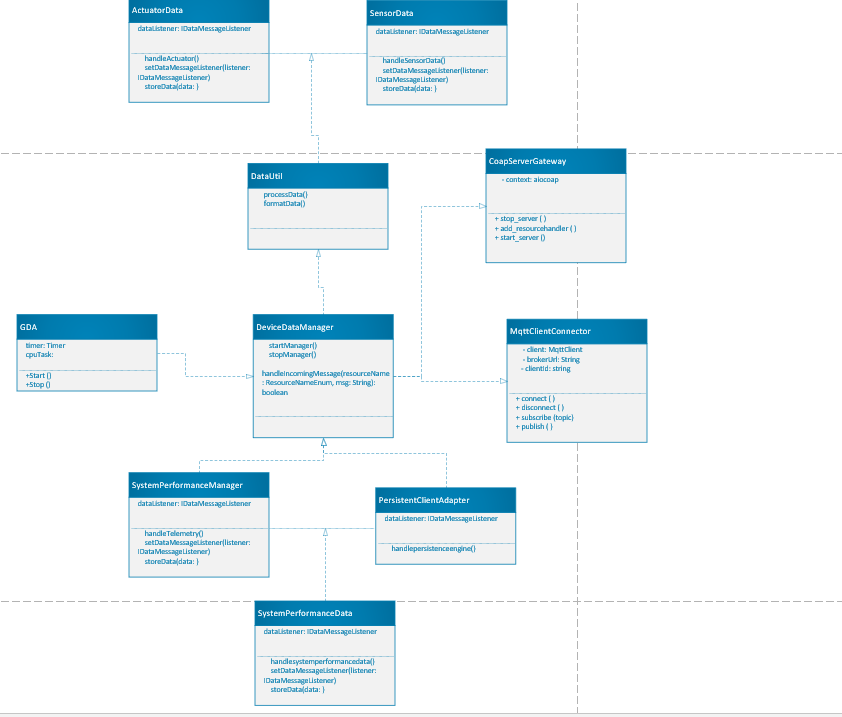 ActuatorData
dataListener: IDataMessageListener
handleActuator()
setDataMessageListener(listener:
IDataMessageListener)
storeData(data: )
SensorData
dataListener: IDataMessageListener
handleSensorData()
setDataMessageListener(listener:
IDataMessageListener)
storeData(data: )
DataUtil
processData()
formatData()
CoapServerGateway
- context: aiocoap
+ stop_server ( )
+ add_resourcehandler ( )
+ start_server ()
GDA
timer: Timer
cpuTask:
+Start ()
+Stop ()
DeviceDataManager
startManager()
stopManager()
handleIncomingMessage(resourceName
: ResourceNameEnum, msg: String):
boolean
MqttClientConnector
- client: MqttClient
- brokerUrl: String
- clientId: string
+ connect ( )
+ disconnect ( )
+ subscribe (topic)
+ publish ( )
SystemPerformanceManager
dataListener: IDataMessageListener
handleTelemetry()
setDataMessageListener(listener:
IDataMessageListener)
storeData(data: )
PersistentClientAdapter
dataListener: IDataMessageListener
handlepersistenceengine()
SystemPerformanceData
dataListener: IDataMessageListener
handlesystemperformancedata()
setDataMessageListener(listener:
IDataMessageListener)
storeData(data: )